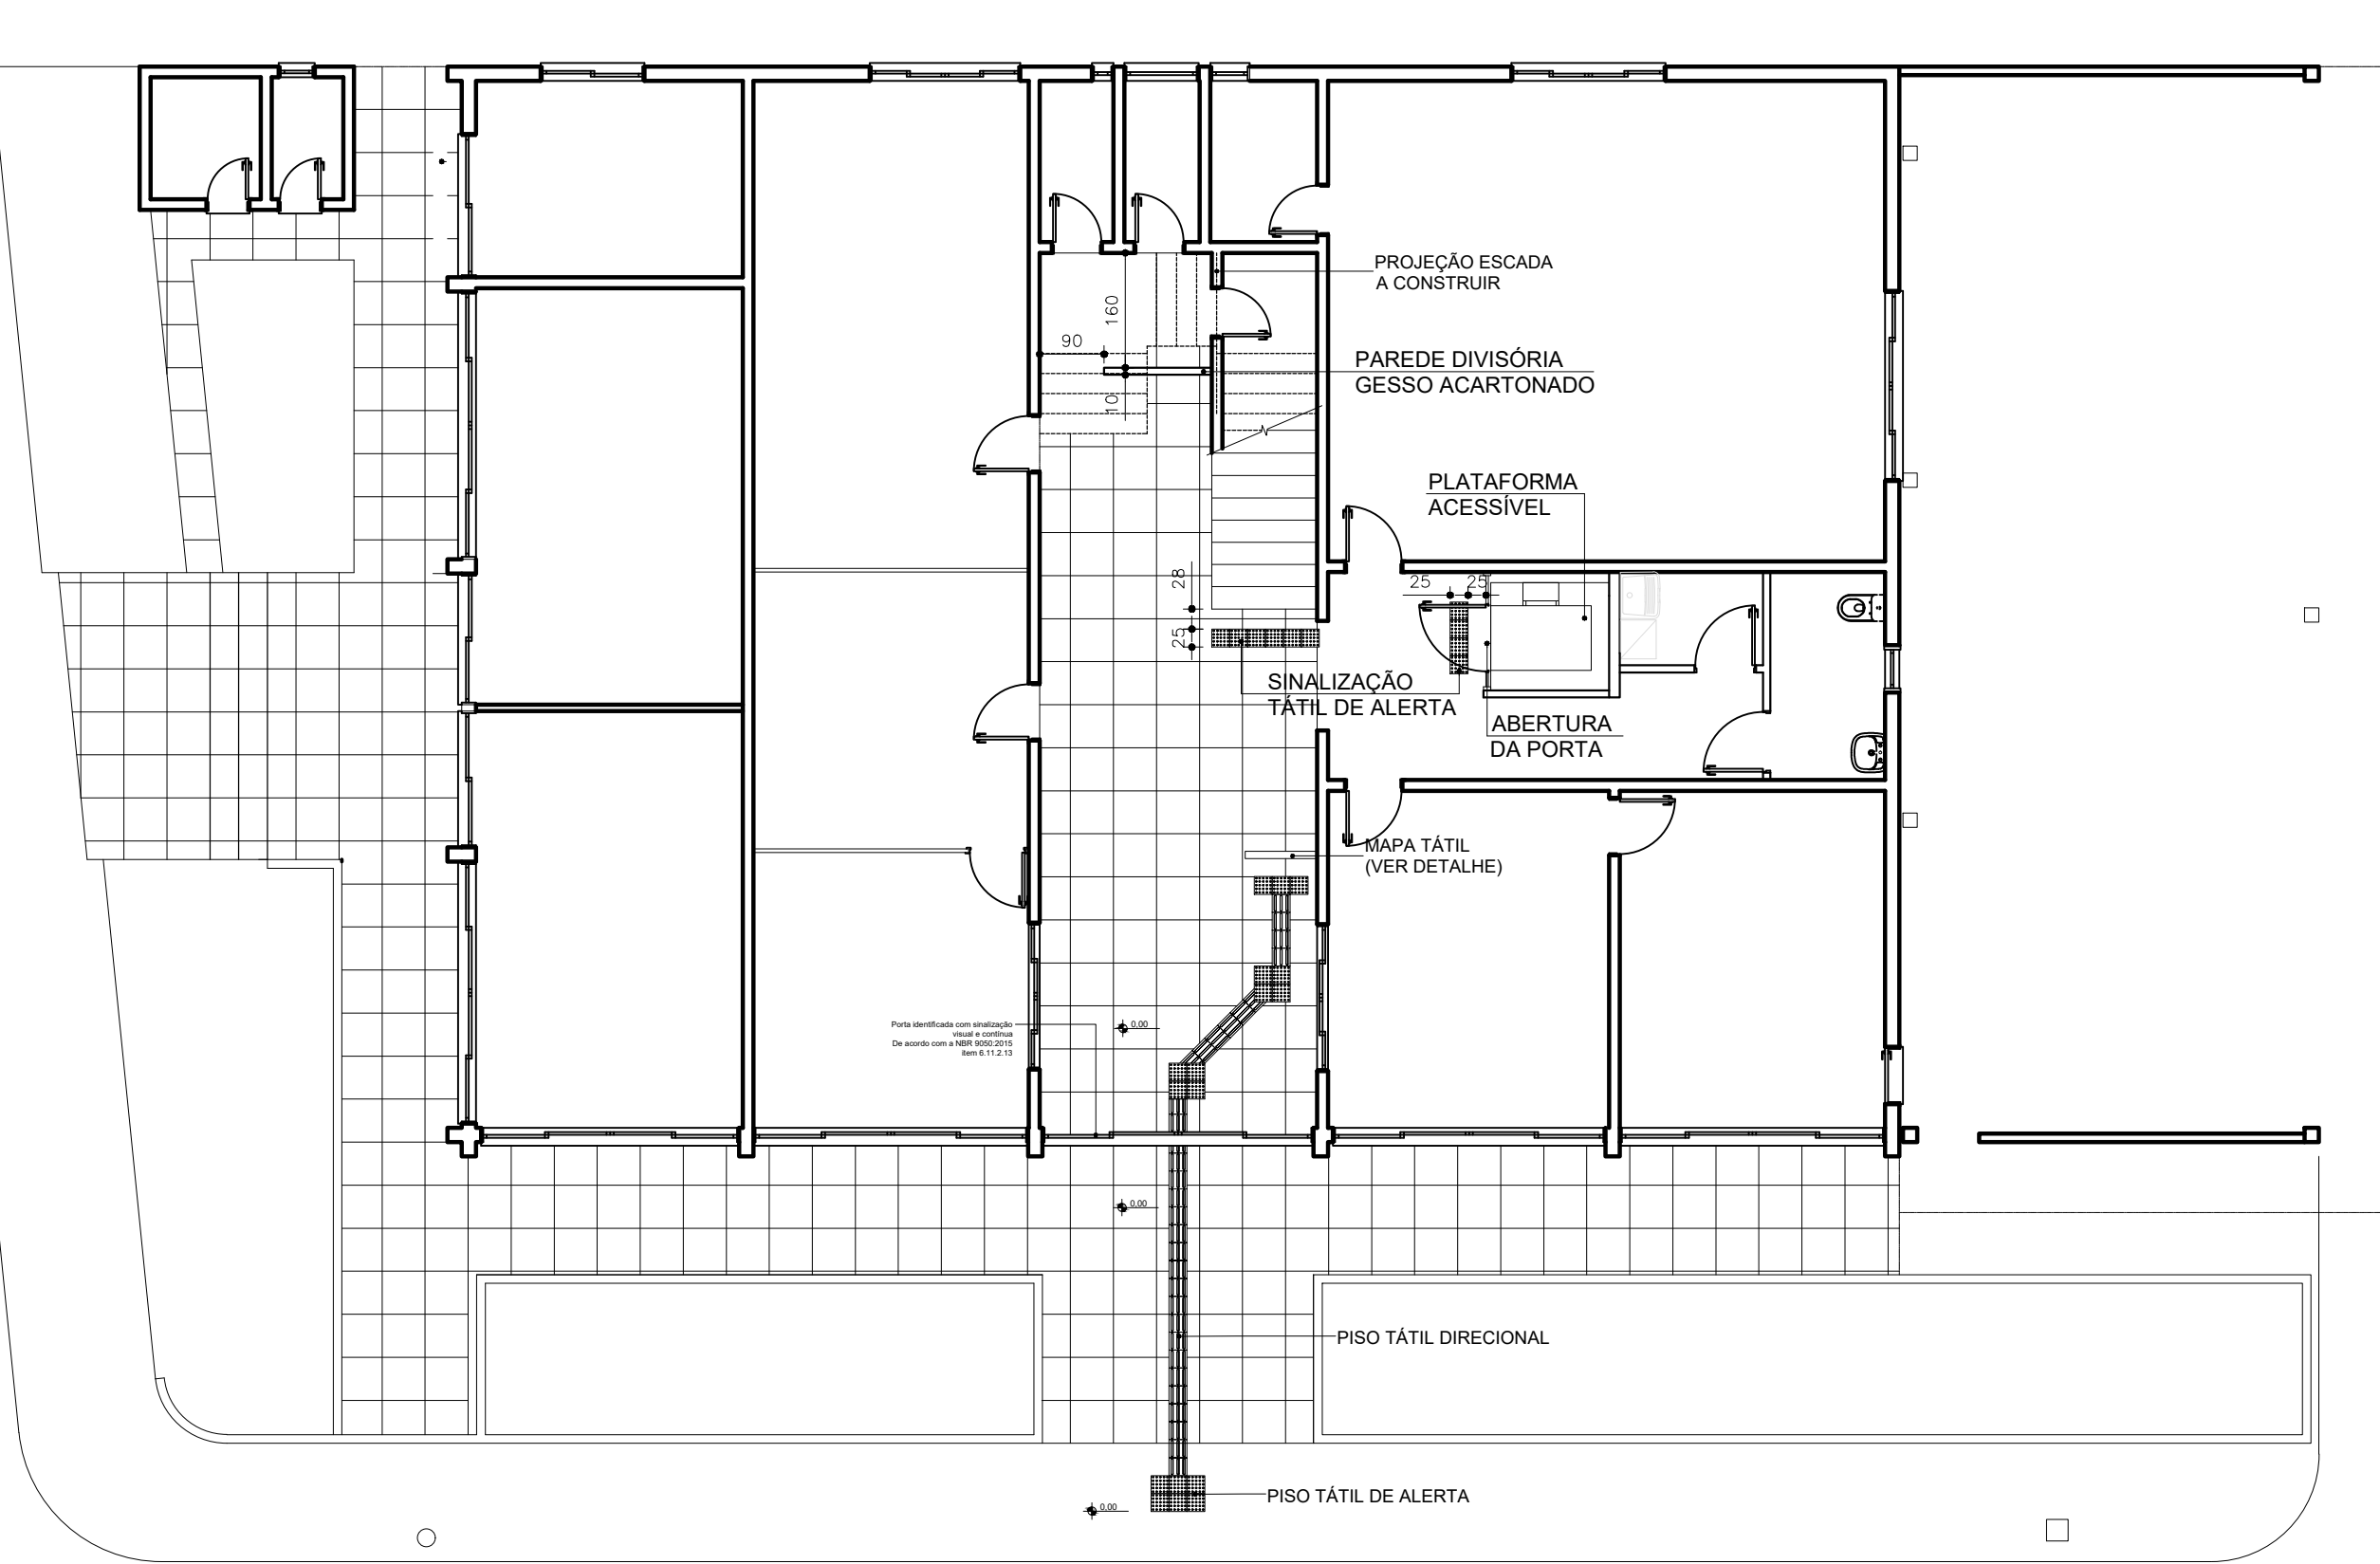 PROJEÇÃO ESCADA
A CONSTRUIR
160
90
10
PAREDE DIVISÓRIA
GESSO ACARTONADO
PLATAFORMA
ACESSÍVEL
28
25
25
25
SINALIZAÇÃO
TÁTIL DE ALERTA
ABERTURA
DA PORTA
MAPA TÁTIL
(VER DETALHE)
Porta identificada com sinalização
visual e contínua
De acordo com a NBR 9050:2015
item 6.11.2.13
0,00
0,00
PISO TÁTIL DIRECIONAL
PISO TÁTIL DE ALERTA
0,00